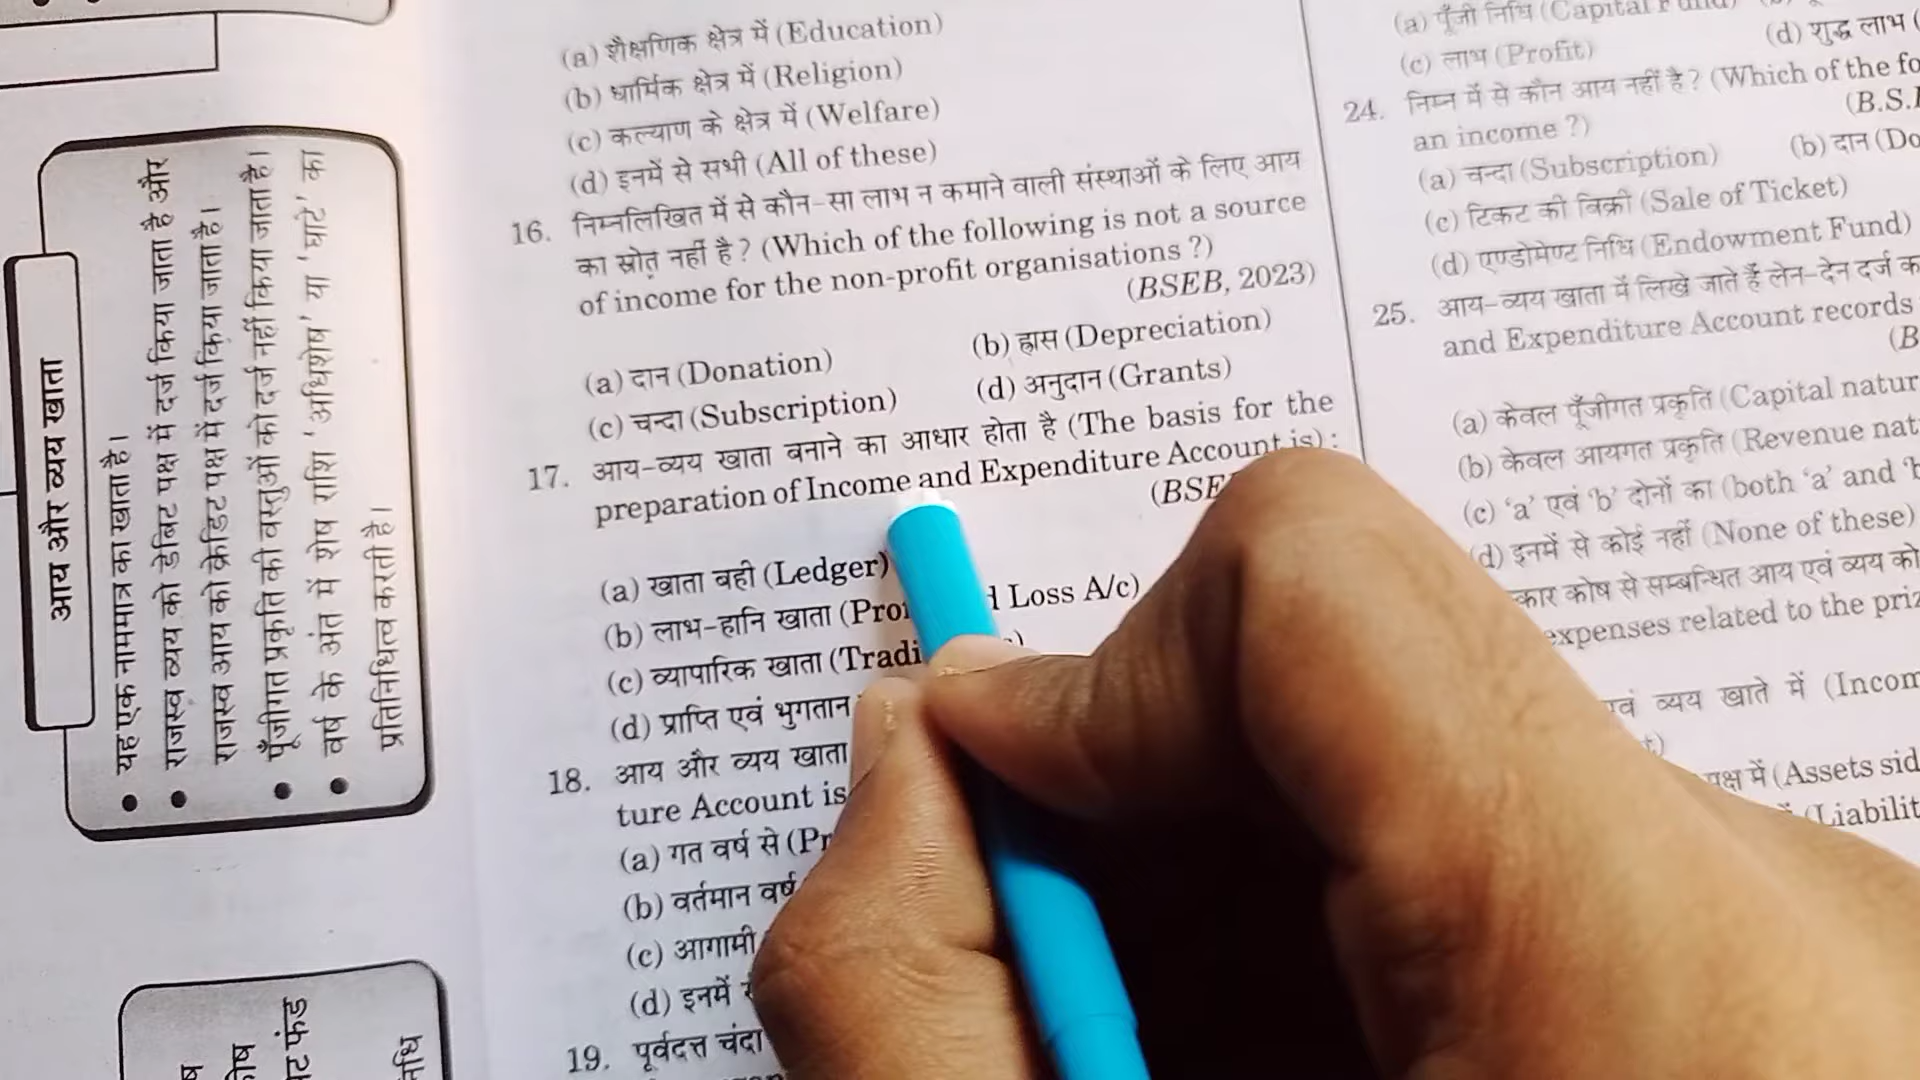 आय और व्यय खाता
यह एक नाममात्र का खाता है।
राजस्व व्यय को डेबिट पक्ष में दर्ज किया जाता है और
राजस्व आय को क्रेडिट पक्ष में दर्ज किया जाता है।
पूँजीगत प्रकृति की वस्तुओं को दर्ज नहीं किया जाता है।
वर्ष के अंत में शेष राशि 'अधिशेष' या 'घाटे' का
प्रतिनिधित्व करती है।
(a) शैक्षणिक क्षेत्र में (Education)
(b) धार्मिक क्षेत्र में (Religion)
(c) कल्याण के क्षेत्र में (Welfare)
(d) इनमें से सभी (All of these)
16. निम्नलिखित में से कौन-सा लाभ न कमाने वाली संस्थाओं के लिए आय
का स्रोत नहीं है? (Which of the following is not a source
of income for the non-profit organisations ?)
(BSEB, 2023)
(a) दान (Donation) (b) ह्रास (Depreciation)
(c) चन्दा (Subscription) (d) अनुदान (Grants)
17. आय-व्यय खाता बनाने का आधार होता है (The basis for the
preparation of Income and Expenditure Account is) :
(BSE
(a) खाता बही (Ledger)
(b) लाभ-हानि खाता (Pro Loss A/c)
(c) व्यापारिक खाता (Tradi
(d) प्राप्ति एवं भुगतान
18. आय और व्यय खाता
ture Account is
(a) गत वर्ष से (Pr
(b) वर्तमान वर्ष
(c) आगामी
(d) इनमें
19. पूर्वदत्त चंदा
(a) पूँजी निधि (Capital
(c) लाभ (Profit) (d) शुद्ध लाभ (
24. निम्न में से कौन आय नहीं है? (Which of the fo
an income ?) (B.S.
(a) चन्दा (Subscription) (b) दान (Do
(c) टिकट की बिक्री (Sale of Ticket)
(d) एण्डोमेण्ट निधि (Endowment Fund)
25. आय-व्यय खाता में लिखे जाते हैं लेन-देन दर्ज क
and Expenditure Account records
(B
(a) केवल पूँजीगत प्रकृति (Capital natur
(b) केवल आयगत प्रकृति (Revenue nat
(c) 'a' एवं 'b' दोनों का (both 'a' and 'b
(d) इनमें से कोई नहीं (None of these)
कार कोष से सम्बन्धित आय एवं व्यय को
expenses related to the priz
एवं व्यय खाते में (Incom
पक्ष में (Assets sid
(Liabilit